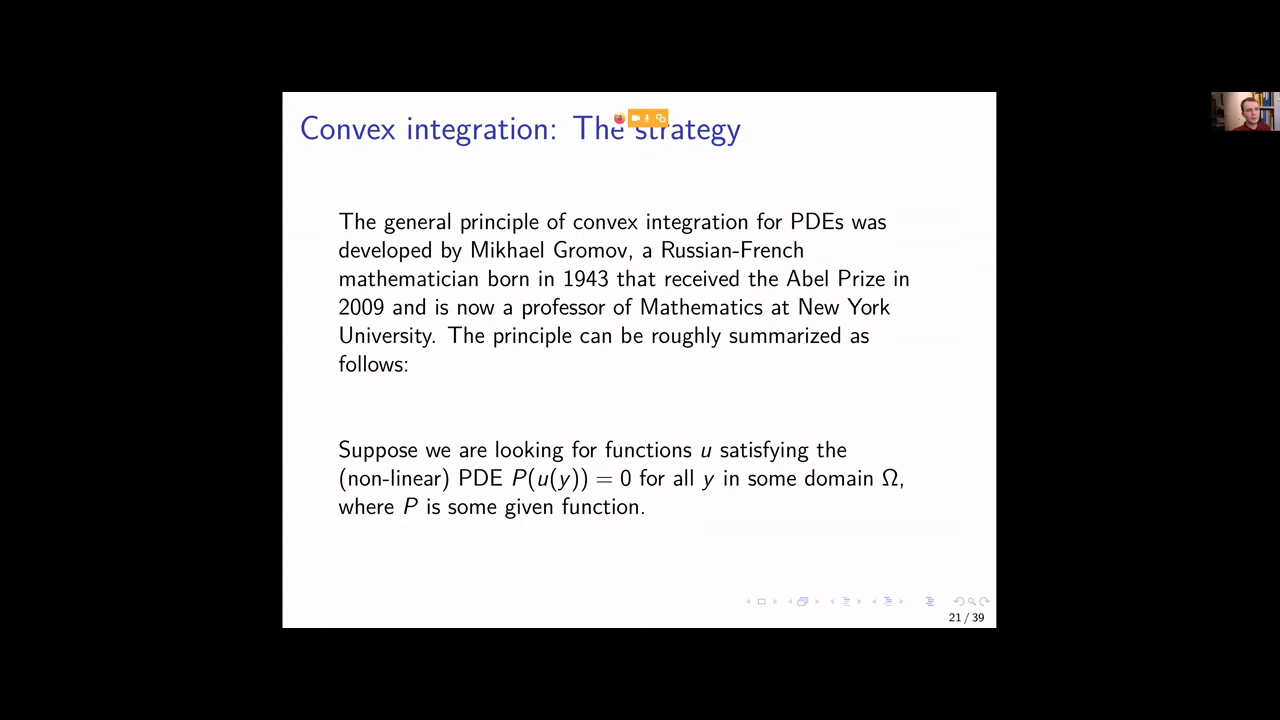 Convex integration: The strategy
The general principle of convex integration for PDEs was
developed by Mikhael Gromov, a Russian-French
mathematician born in 1943 that received the Abel Prize in
2009 and is now a professor of Mathematics at New York
University. The principle can be roughly summarized as
follows:
Suppose we are looking for functions u satisfying the
(non-linear) PDE P(u(y)) = 0 for all y in some domain Ω,
where P is some given function.
21 / 39